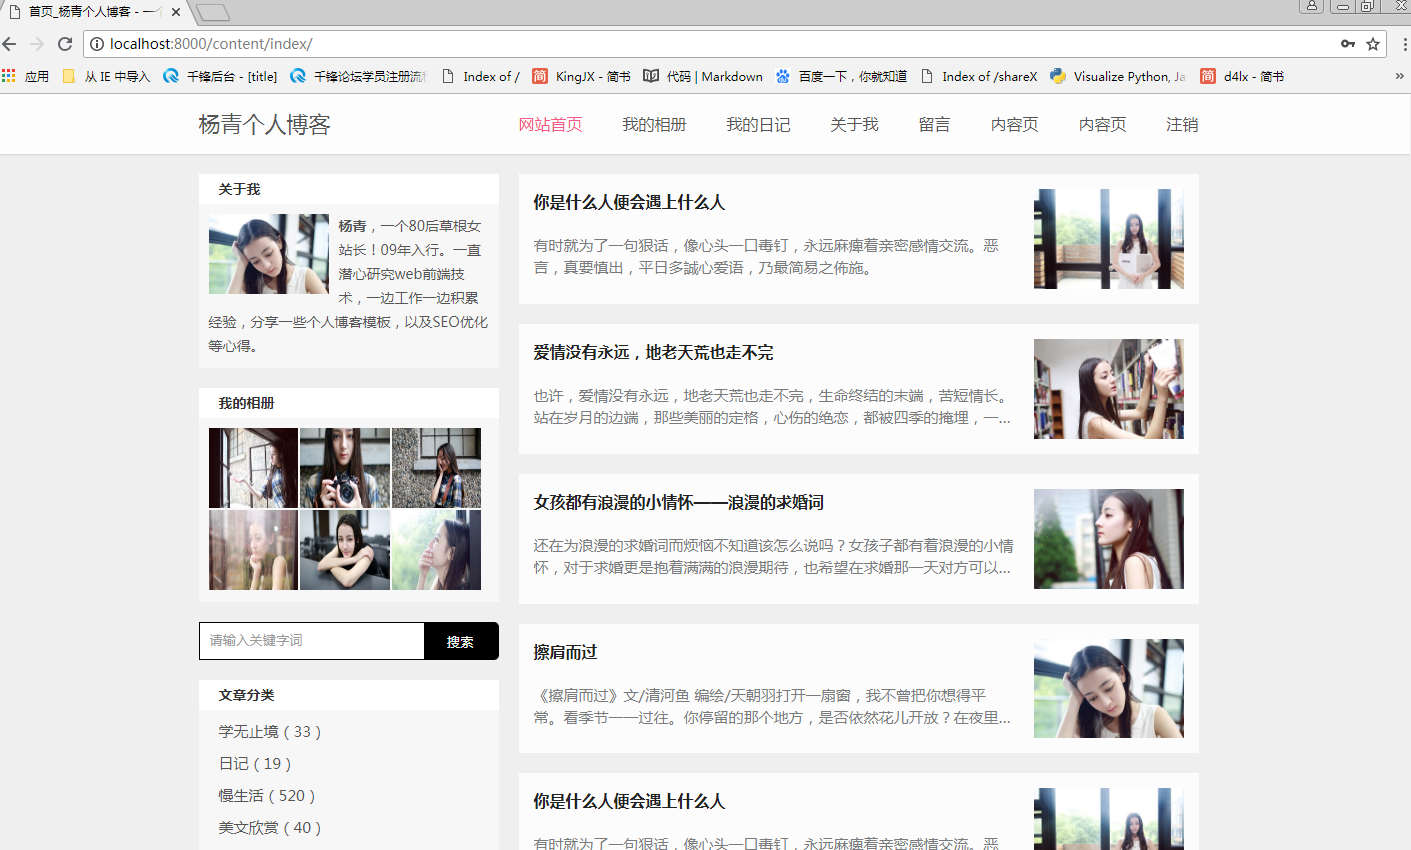 首页_杨青个人博客 - 一个
localhost:8000/content/index/
应用 从 IE 中导入 千锋后台 - [title] 千锋论坛学员注册流 Index of / KingJX - 简书 代码 | Markdown 百度一下，你就知道 Index of /shareX Visualize Python, Ja d4lx - 简书 »
杨青个人博客
网站首页 我的相册 我的日记 关于我 留言 内容页 内容页 注销
关于我
杨青，一个80后草根女
站长！09年入行。一直
潜心研究web前端技
术，一边工作一边积累
经验，分享一些个人博客模板，以及SEO优化
等心得。
我的相册
请输入关键字词 搜索
文章分类
学无止境（33）
日记（19）
慢生活（520）
美文欣赏（40）
你是什么人便会遇上什么人
有时就为了一句狠话，像心头一口毒钉，永远麻痺着亲密感情交流。恶
言，真要慎出，平日多誠心爱语，乃最简易之佈施。
爱情没有永远，地老天荒也走不完
也许，爱情没有永远，地老天荒也走不完，生命终结的末端，苦短情长。
站在岁月的边端，那些美丽的定格，心伤的绝恋，都被四季的掩埋，一...
女孩都有浪漫的小情怀——浪漫的求婚词
还在为浪漫的求婚词而烦恼不知道该怎么说吗？女孩子都有着浪漫的小情
怀，对于求婚更是抱着满满的浪漫期待，也希望在求婚那一天对方可以...
擦肩而过
《擦肩而过》文/清河鱼 编绘/天朝羽打开一扇窗，我不曾把你想得平
常。看季节一一过往。你停留的那个地方，是否依然花儿开放？在夜里...
你是什么人便会遇上什么人
有时就为了一句狠话，像心头一口毒钉，永远麻痺着亲密感情交流。恶